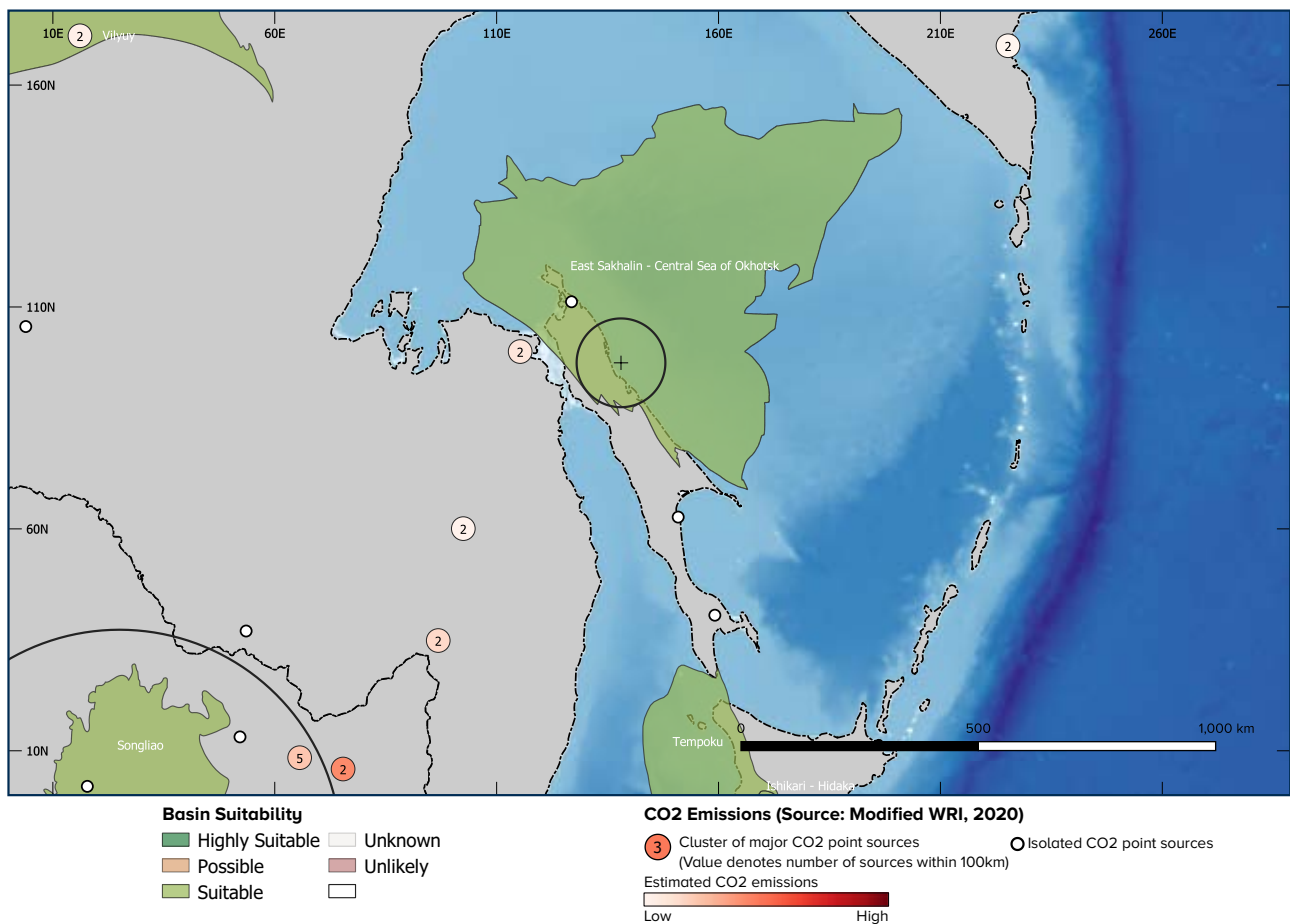 10E 60E 110E 160E 210E 260E
2 Vilyuy
2
160N
East Sakhalin - Central Sea of Okhotsk
110N
2
60N
2
2
0 500 1,000 km
10N
Songliao
5
2
Tempoku
Ishikari - Hidaka
Basin Suitability
Highly Suitable
Possible
Suitable
Unknown
Unlikely
CO2 Emissions (Source: Modified WRI, 2020)
3
Cluster of major CO2 point sources
(Value denotes number of sources within 100km)
Isolated CO2 point sources
Estimated CO2 emissions
Low High